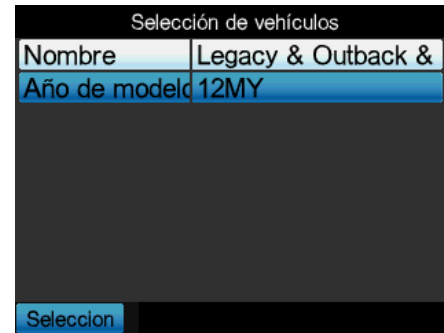 Selección de vehículos
Nombre Legacy & Outback &
Año de modelo 12MY
Seleccion